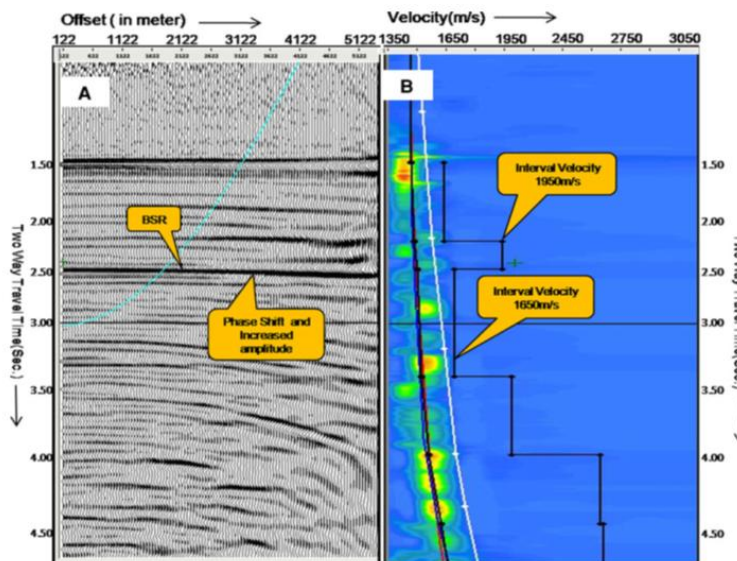 Offset ( in meter)
122 1122 2122 3122 4122 5122
A
BSR
Phase Shift and
Increased
amplitude
Two Way Travel Time(Sec.)
1.50
2.00
2.50
3.00
3.50
4.00
4.50
Velocity(m/s)
1350 1650 1950 2450 2750 3050
B
Interval Velocity
1950m/s
Interval Velocity
1650m/s
1.50
2.00
2.50
3.00
3.50
4.00
4.50